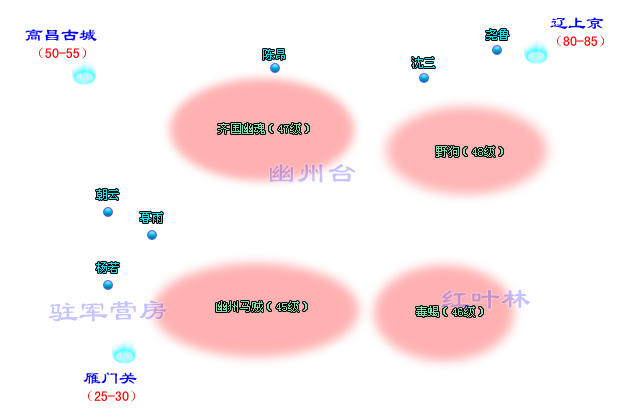 高昌古城
（50-55）
辽上京
（80-85）
尧鲁
陈昂
沈三
齐国幽魂（47级）
野狗（48级）
幽州台
朝云
暮雨
杨若
驻军营房
幽州马贼（45级）
红叶林
毒蝎（46级）
雁门关
（25-30）